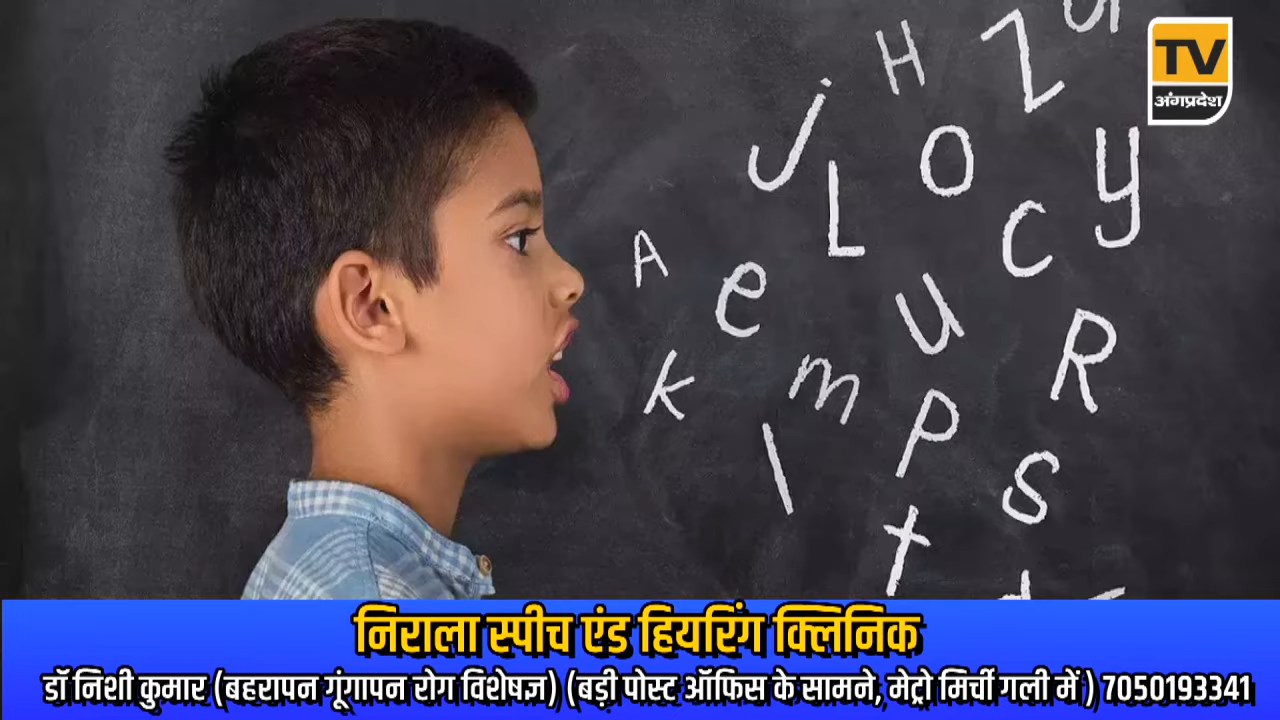 H Z
TV
अंगप्रदेश
J O y
L C
A e U
K m R
l P S
t
निराला स्पीच एंड हियरिंग क्लिनिक
डॉ निशी कुमार (बहरापन गूंगापन रोग विशेषज्ञ) (बड़ी पोस्ट ऑफिस के सामने, मेट्रो मिर्ची गली में ) 7050193341